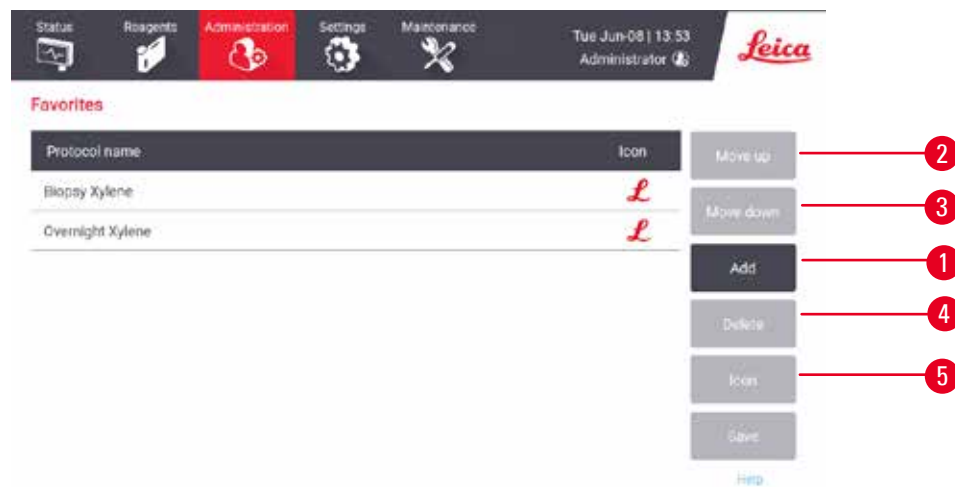 Status Reagents Administration Settings Maintenance
Tue Jun-08 | 13:53
Administrator
Leica
Favorites
Protocol name Icon
Biopsy Xylene L
Overnight Xylene L
Move up 2
Move down 3
Add 1
Delete 4
Icon 5
Save
Help